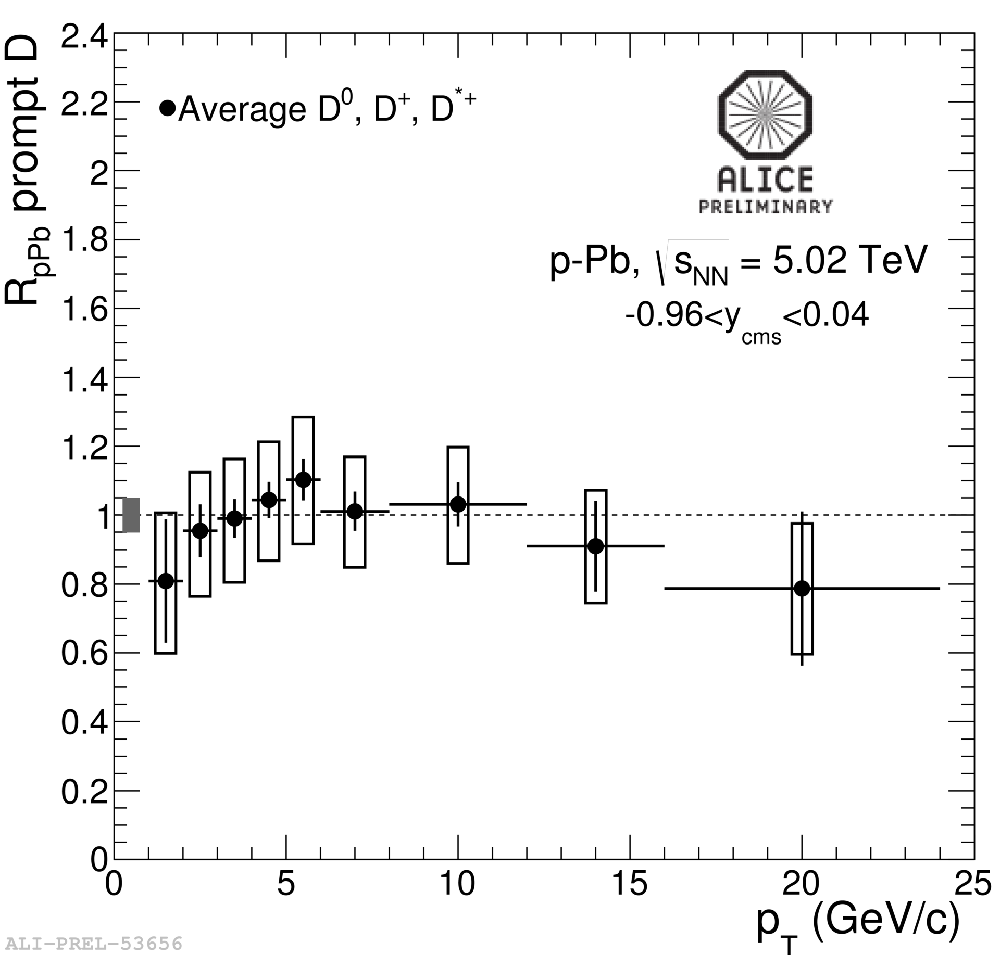 R_pPb prompt D
2.4
2.2
2
1.8
1.6
1.4
1.2
1
0.8
0.6
0.4
0.2
0
●Average D⁰, D⁺, D*⁺
ALICE
PRELIMINARY
p-Pb, √s_NN = 5.02 TeV
-0.96<y_cms<0.04
0 5 10 15 20 25
p_T (GeV/c)
ALI-PREL-53656